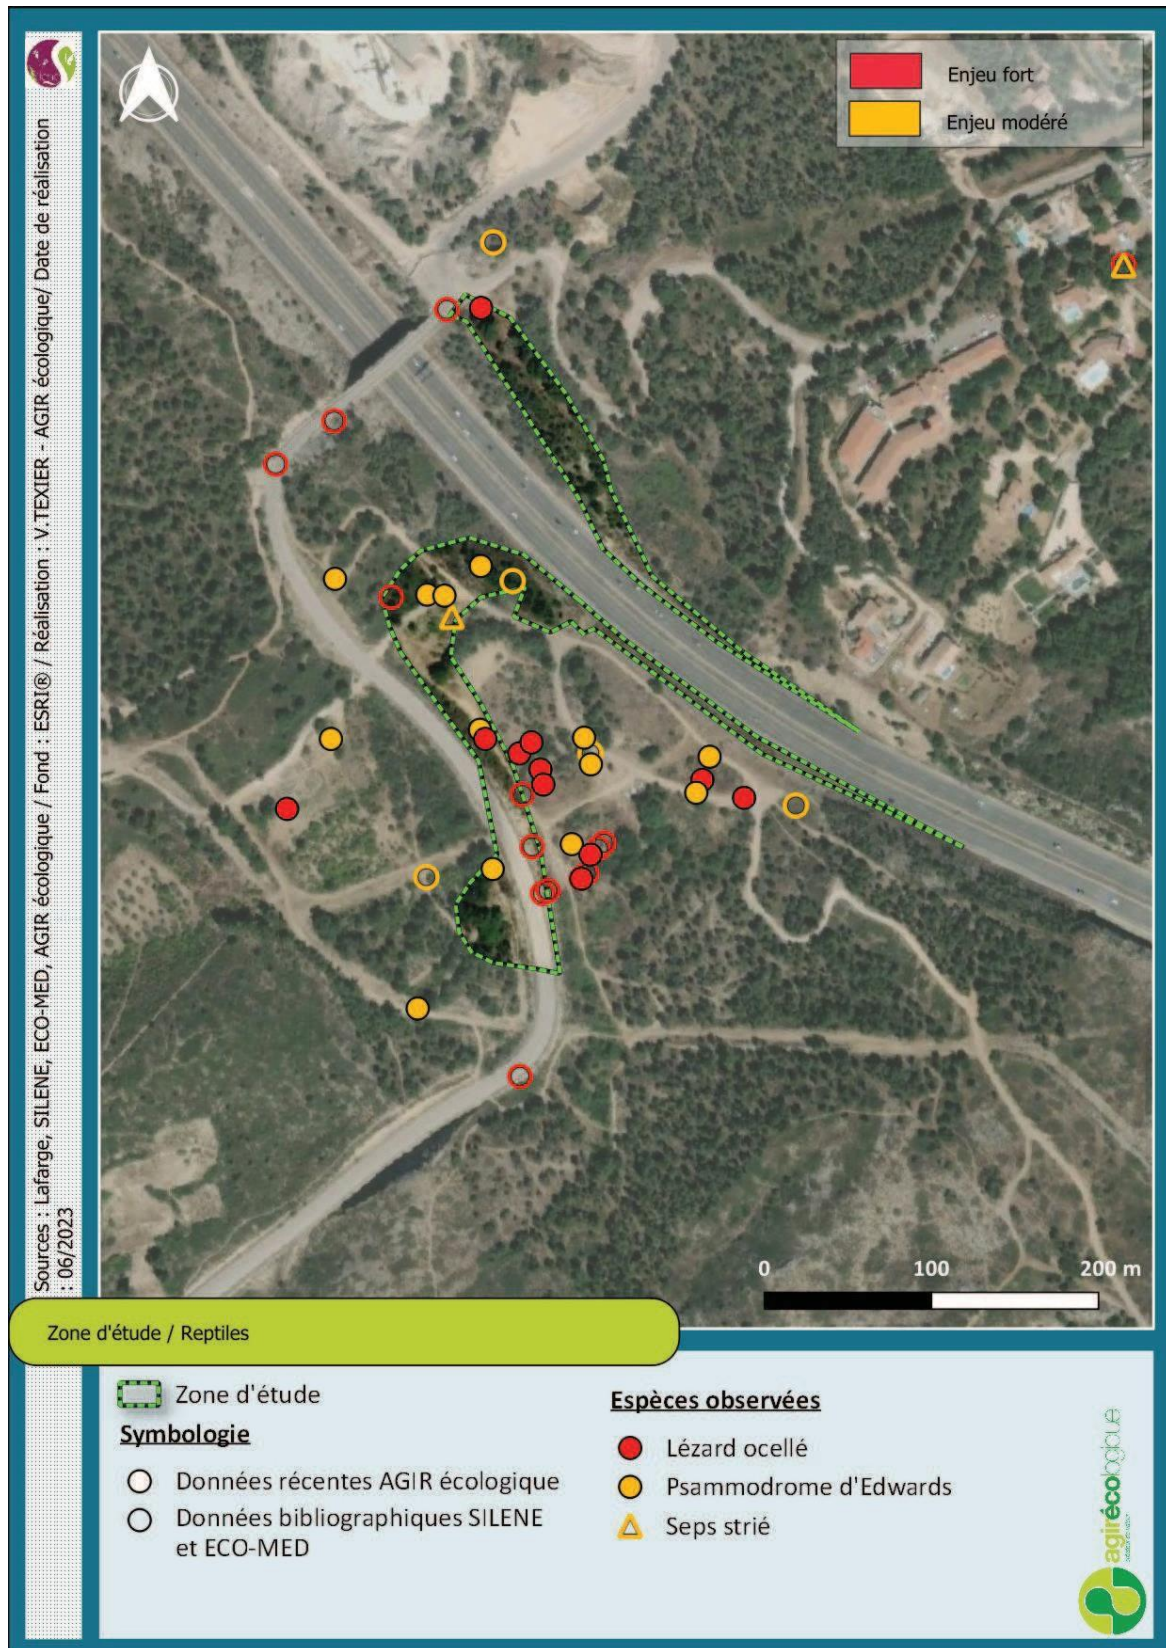 Enjeu fort
Enjeu modéré
Sources : Lafarge, SILENE, ECO-MED, AGIR écologique / Fond : ESRI® / Réalisation : V.TEXIER - AGIR écologique/ Date de réalisation
: 06/2023
0 100 200 m
Zone d'étude / Reptiles
Zone d'étude
Symbologie
Données récentes AGIR écologique
Données bibliographiques SILENE
et ECO-MED
Espèces observées
Lézard ocellé
Psammodrome d'Edwards
Seps strié
agirécologique